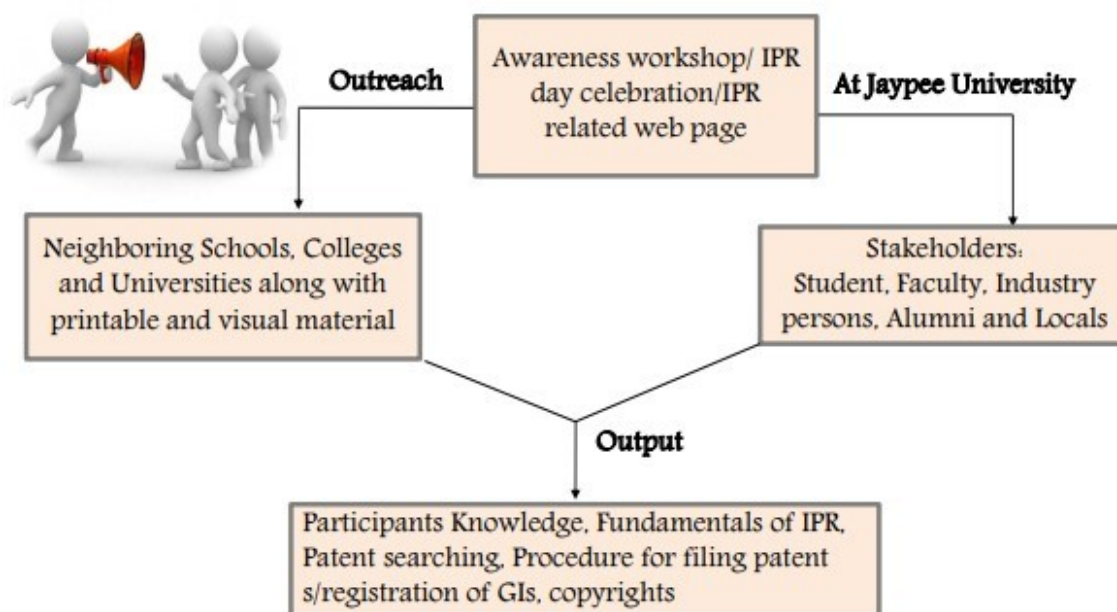 Awareness workshop/ IPR
day celebration/IPR
related web page
Outreach
At Jaypee University
Neighboring Schools, Colleges
and Universities along with
printable and visual material
Stakeholders:
Student, Faculty, Industry
persons, Alumni and Locals
Output
Participants Knowledge, Fundamentals of IPR,
Patent searching, Procedure for filing patent
s/registration of GIs, copyrights